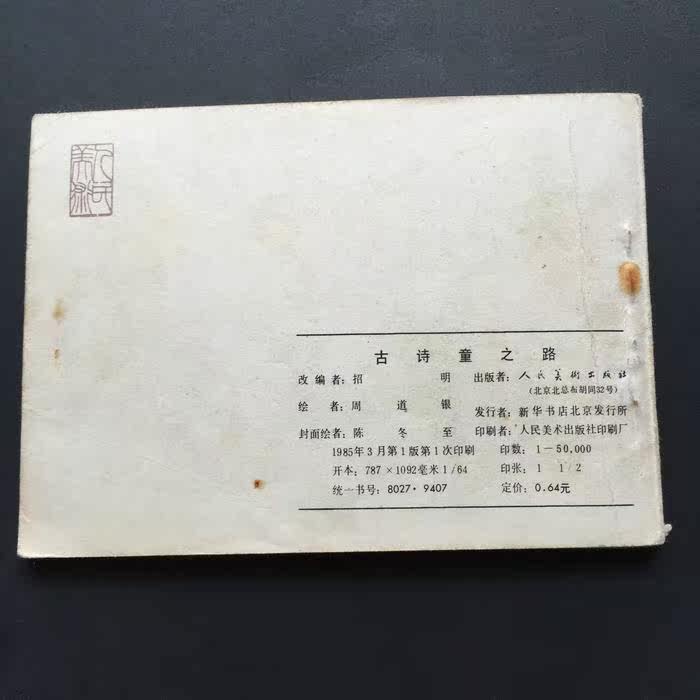 人民
美術
古诗童之路
改编者：招 明 出版者：人民美術出版社
（北京北总布胡同32号）
绘者：周道银 发行者：新华书店北京发行所
封面绘者：陈冬至 印刷者：人民美术出版社印刷厂
1985年3月第1版第1次印刷 印数：1－50,000
开本：787×1092毫米1/64 印张：1 1/2
统一书号：8027·9407 定价：0.64元